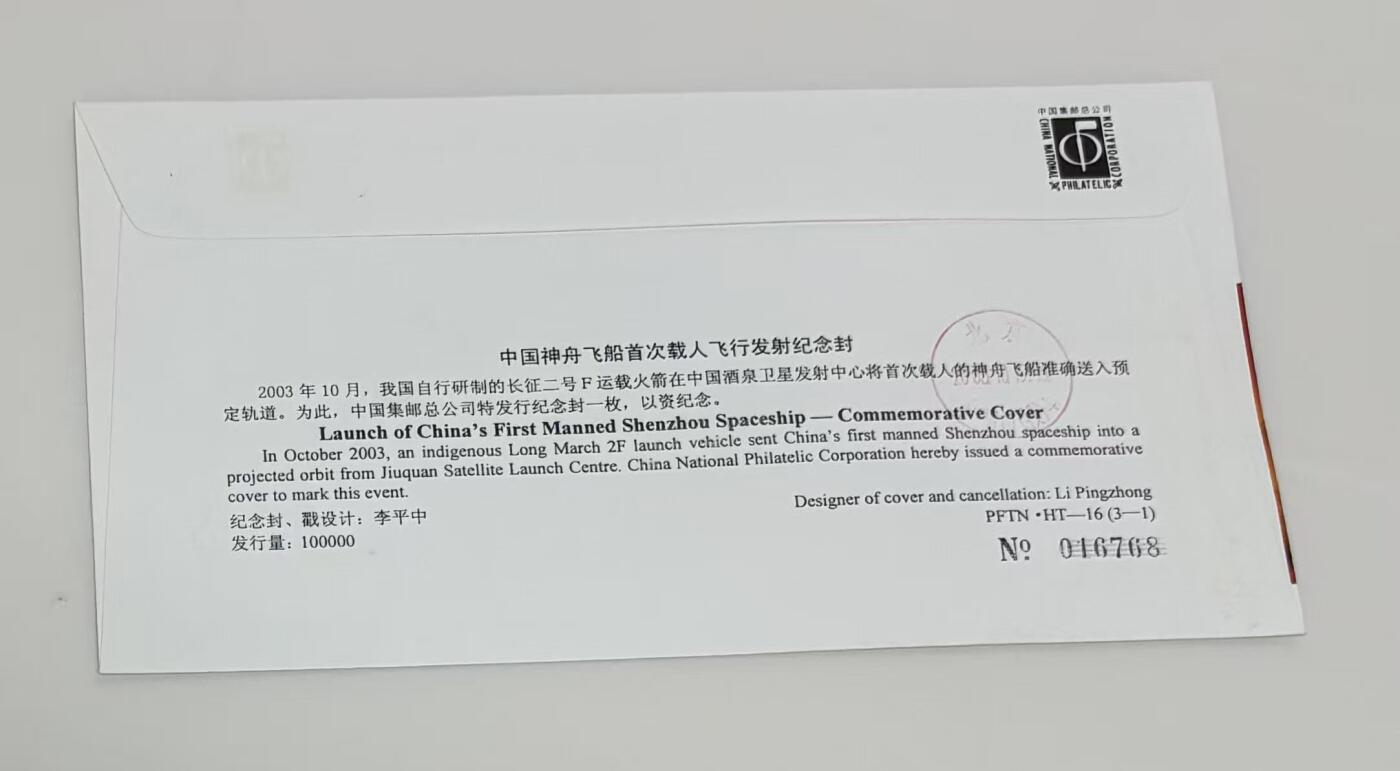 中国集邮总公司
CHINA NATIONAL
PHILATELIC
CORPORATION
中国神舟飞船首次载人飞行发射纪念封
2003 年 10 月，我国自行研制的长征二号 F 运载火箭在中国酒泉卫星发射中心将首次载人的神舟飞船准确送入预
定轨道。为此，中国集邮总公司特发行纪念封一枚，以资纪念。
Launch of China's First Manned Shenzhou Spaceship — Commemorative Cover
In October 2003, an indigenous Long March 2F launch vehicle sent China's first manned Shenzhou spaceship into a
projected orbit from Jiuquan Satellite Launch Centre. China National Philatelic Corporation hereby issued a commemorative
cover to mark this event.
纪念封、戳设计：李平中
Designer of cover and cancellation: Li Pingzhong
发行量：100000
PFTN·HT—16 (3—1)
Nº 016768